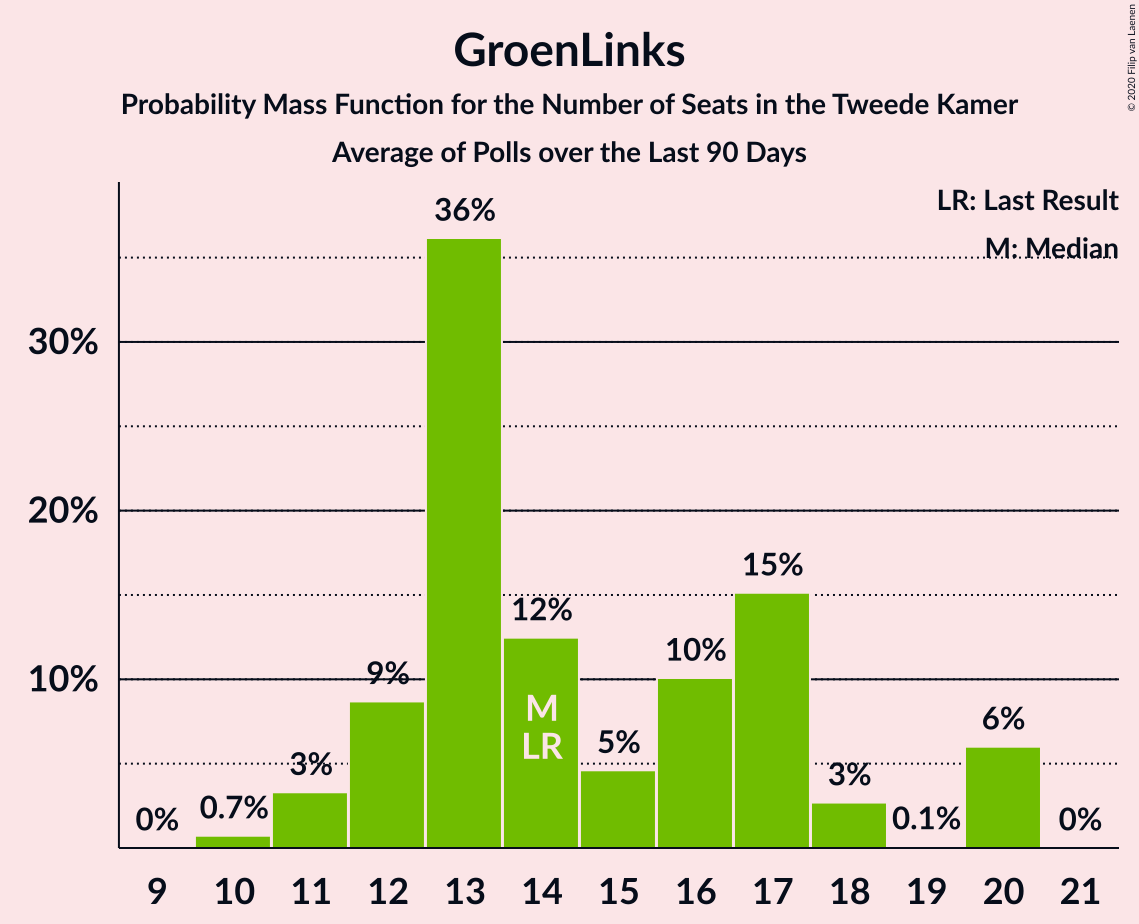 GroenLinks
Probability Mass Function for the Number of Seats in the Tweede Kamer
Average of Polls over the Last 90 Days
© 2020 Filip van Laenen
LR: Last Result
M: Median
30%
20%
10%
0%
0.7%
3%
9%
36%
12%
5%
10%
15%
3%
0.1%
6%
0%
M
LR
9 10 11 12 13 14 15 16 17 18 19 20 21